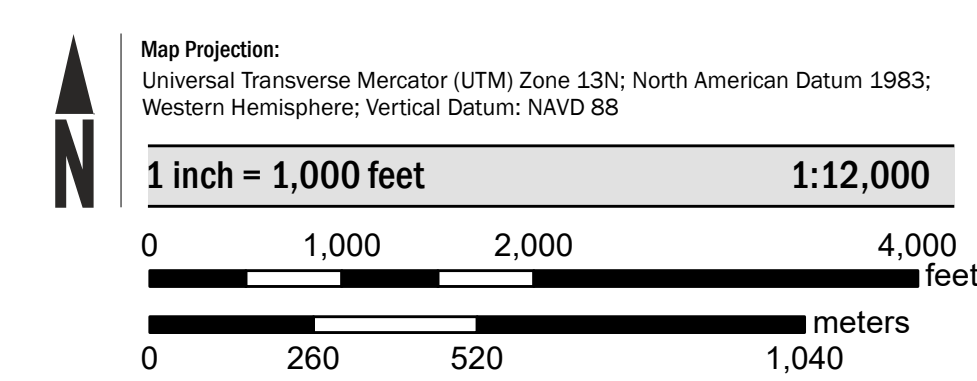 Map Projection:
Universal Transverse Mercator (UTM) Zone 13N; North American Datum 1983;
Western Hemisphere; Vertical Datum: NAVD 88
N
1 inch = 1,000 feet 1:12,000
0 1,000 2,000 4,000
feet
meters
0 260 520 1,040